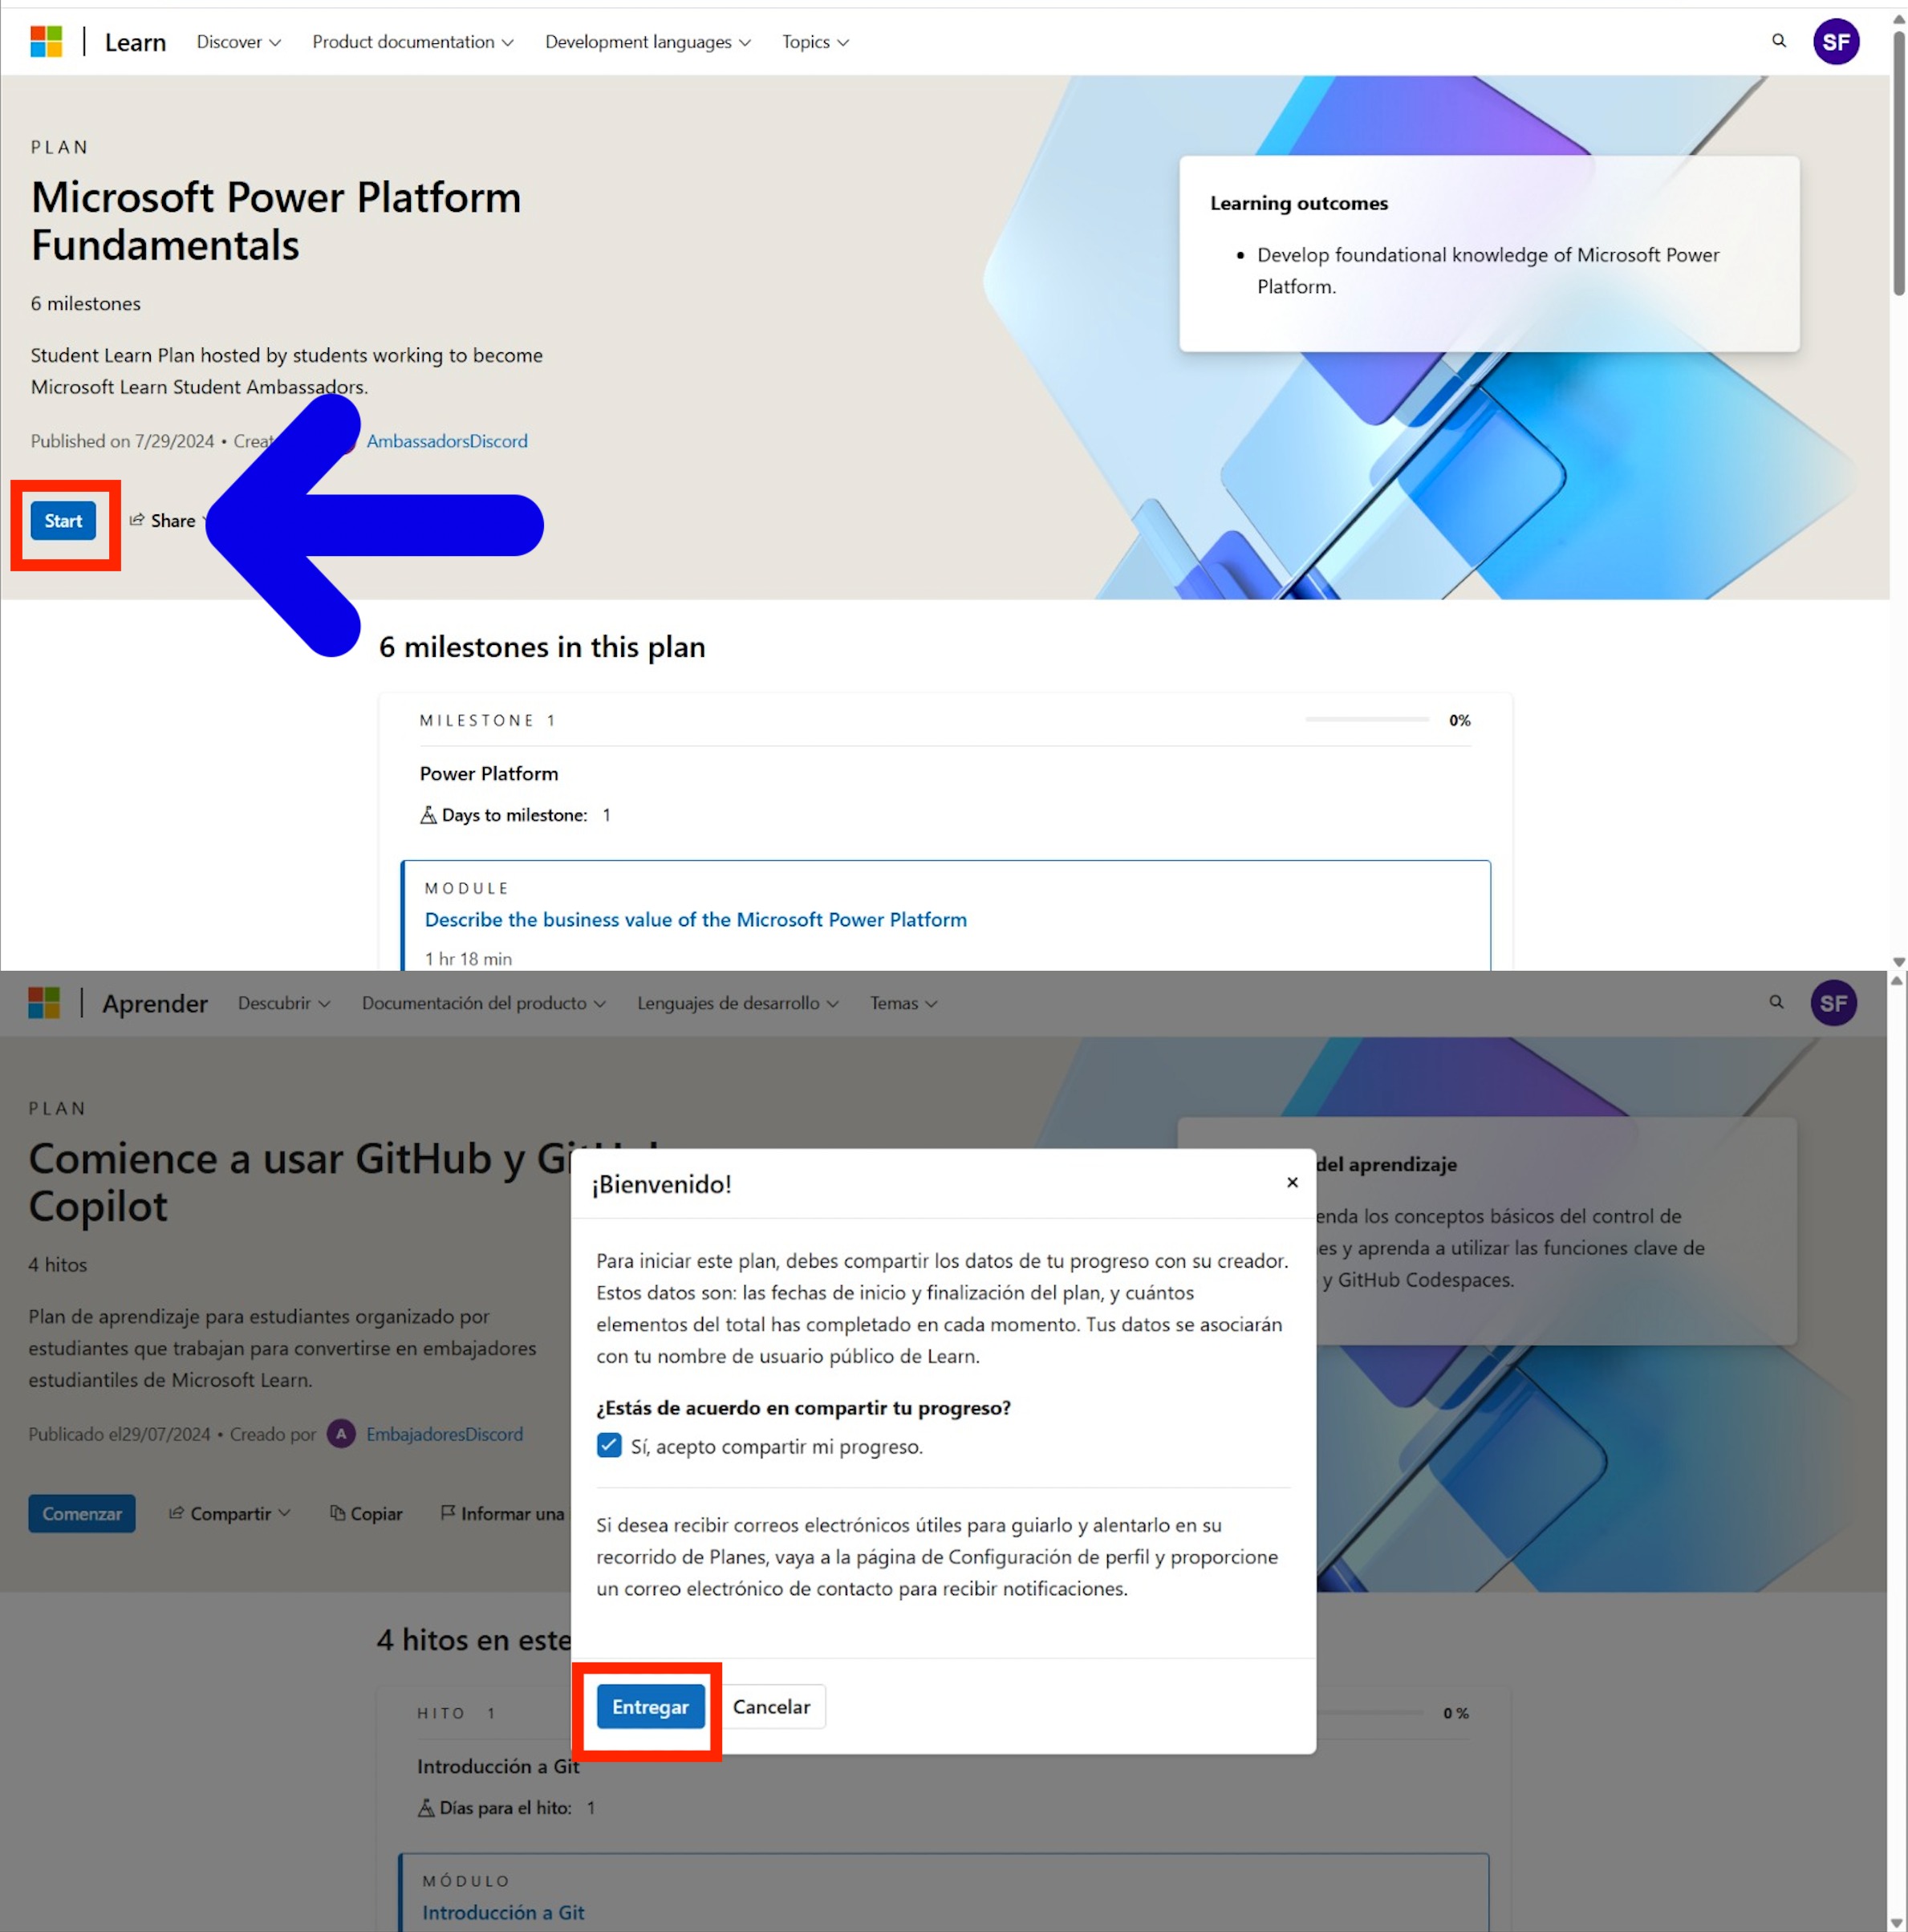 Learn Discover Product documentation Development languages Topics SF
PLAN
Microsoft Power Platform
Fundamentals
6 milestones
Student Learn Plan hosted by students working to become
Microsoft Learn Student Ambassadors.
Published on 7/29/2024 • AmbassadorsDiscord
Start Share
Learning outcomes
• Develop foundational knowledge of Microsoft Power
Platform.
6 milestones in this plan
MILESTONE 1 0%
Power Platform
Days to milestone: 1
MODULE
Describe the business value of the Microsoft Power Platform
1 hr 18 min
Aprender Descubrir Documentación del producto Lenguajes de desarrollo Temas SF
PLAN
Comience a usar GitHub y
Copilot
4 hitos
Plan de aprendizaje para estudiantes organizado por
estudiantes que trabajan para convertirse en embajadores
estudiantiles de Microsoft Learn.
Publicado el29/07/2024 • Creado por A EmbajadoresDiscord
Comenzar Compartir Copiar Informar una
del aprendizaje
los conceptos básicos del control de
y aprenda a utilizar las funciones clave de
y GitHub Codespaces.
¡Bienvenido! ×
Para iniciar este plan, debes compartir los datos de tu progreso con su creador.
Estos datos son: las fechas de inicio y finalización del plan, y cuántos
elementos del total has completado en cada momento. Tus datos se asociarán
con tu nombre de usuario público de Learn.
¿Estás de acuerdo en compartir tu progreso?
Sí, acepto compartir mi progreso.
Si desea recibir correos electrónicos útiles para guiarlo y alentarlo en su
recorrido de Planes, vaya a la página de Configuración de perfil y proporcione
un correo electrónico de contacto para recibir notificaciones.
Entregar Cancelar
4 hitos en este
HITO 1 0 %
Introducción a Git
Días para el hito: 1
MÓDULO
Introducción a Git